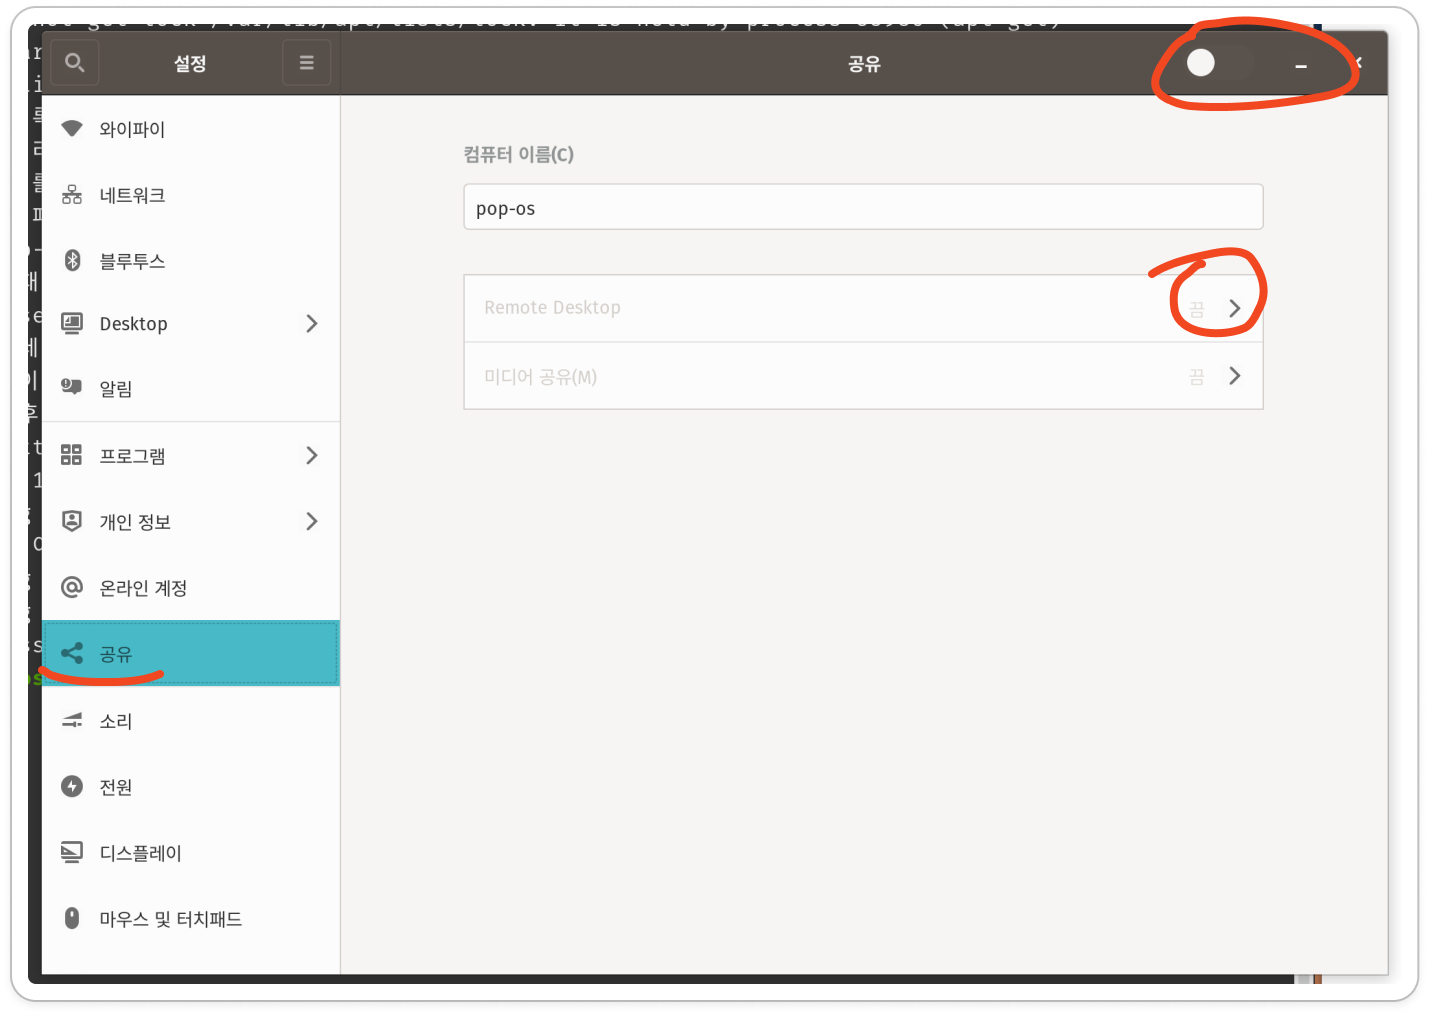 설정
공유
와이파이
네트워크
블루투스
Desktop
알림
프로그램
개인 정보
온라인 계정
공유
소리
전원
디스플레이
마우스 및 터치패드
컴퓨터 이름(C)
pop-os
Remote Desktop 끔
미디어 공유(M) 끔